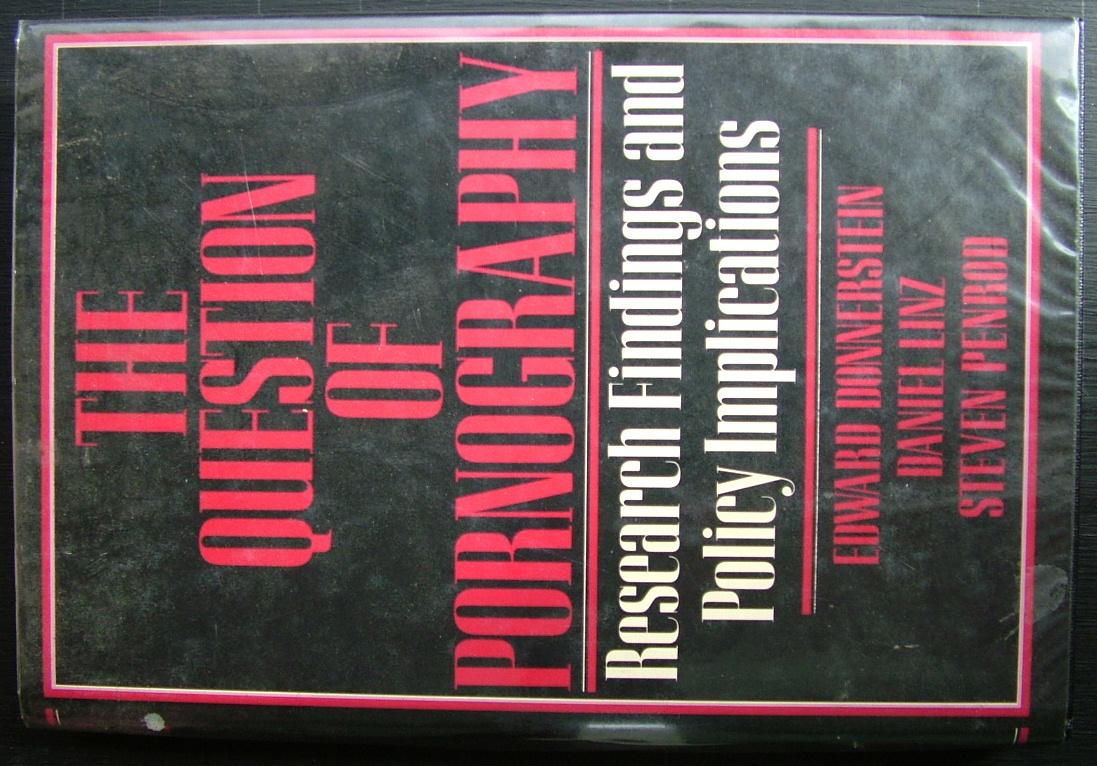 THE
QUESTION
OF
PORNOGRAPHY
Research Findings and
Policy Implications
EDWARD DONNERSTEIN
DANIEL LINZ
STEVEN PENROD